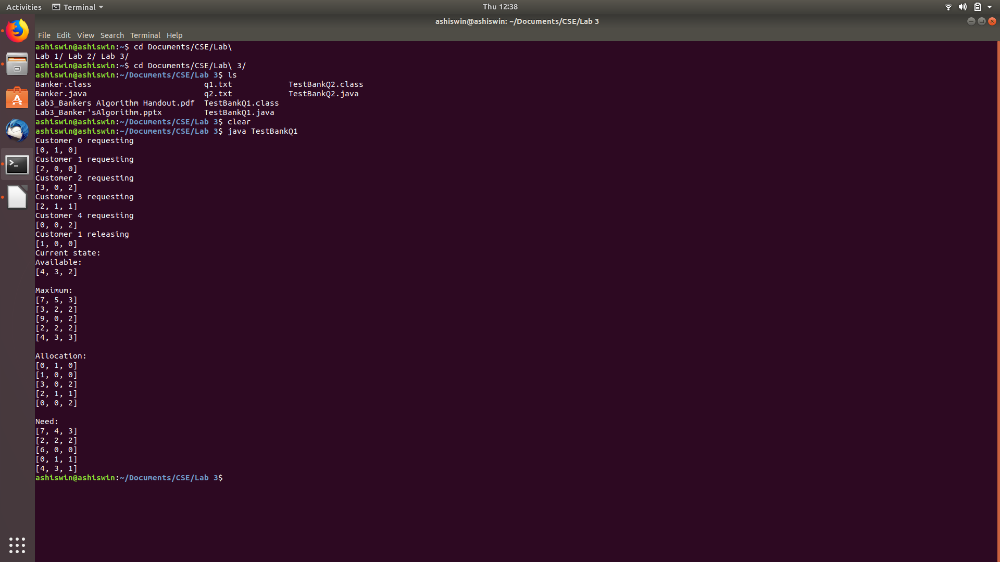 Activities Terminal Thu 12:38
ashiswin@ashiswin: ~/Documents/CSE/Lab 3
File Edit View Search Terminal Help
ashiswin@ashiswin:~$ cd Documents/CSE/Lab\
Lab 1/ Lab 2/ Lab 3/
ashiswin@ashiswin:~$ cd Documents/CSE/Lab\ 3/
ashiswin@ashiswin:~/Documents/CSE/Lab 3$ ls
Banker.class q1.txt TestBankQ2.class
Banker.java q2.txt TestBankQ2.java
Lab3_Bankers Algorithm Handout.pdf TestBankQ1.class
Lab3_Banker'sAlgorithm.pptx TestBankQ1.java
ashiswin@ashiswin:~/Documents/CSE/Lab 3$ clear
ashiswin@ashiswin:~/Documents/CSE/Lab 3$ java TestBankQ1
Customer 0 requesting
[0, 1, 0]
Customer 1 requesting
[2, 0, 0]
Customer 2 requesting
[3, 0, 2]
Customer 3 requesting
[2, 1, 1]
Customer 4 requesting
[0, 0, 2]
Customer 1 releasing
[1, 0, 0]
Current state:
Available:
[4, 3, 2]
Maximum:
[7, 5, 3]
[3, 2, 2]
[9, 0, 2]
[2, 2, 2]
[4, 3, 3]
Allocation:
[0, 1, 0]
[1, 0, 0]
[3, 0, 2]
[2, 1, 1]
[0, 0, 2]
Need:
[7, 4, 3]
[2, 2, 2]
[6, 0, 0]
[0, 1, 1]
[4, 3, 1]
ashiswin@ashiswin:~/Documents/CSE/Lab 3$